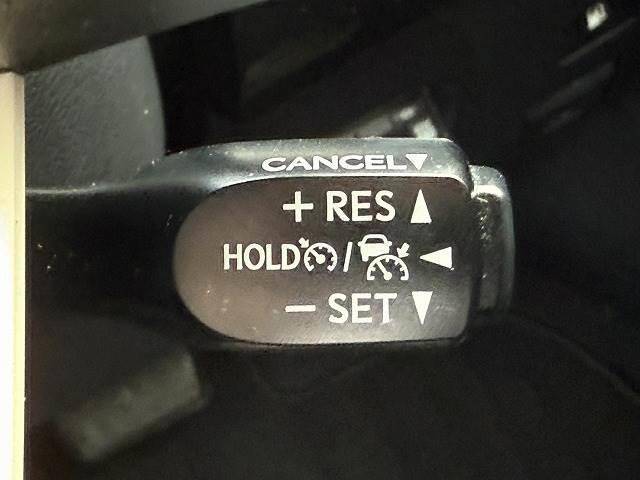 CANCEL▼
+ RES ▲
HOLD / ◄
− SET ▼